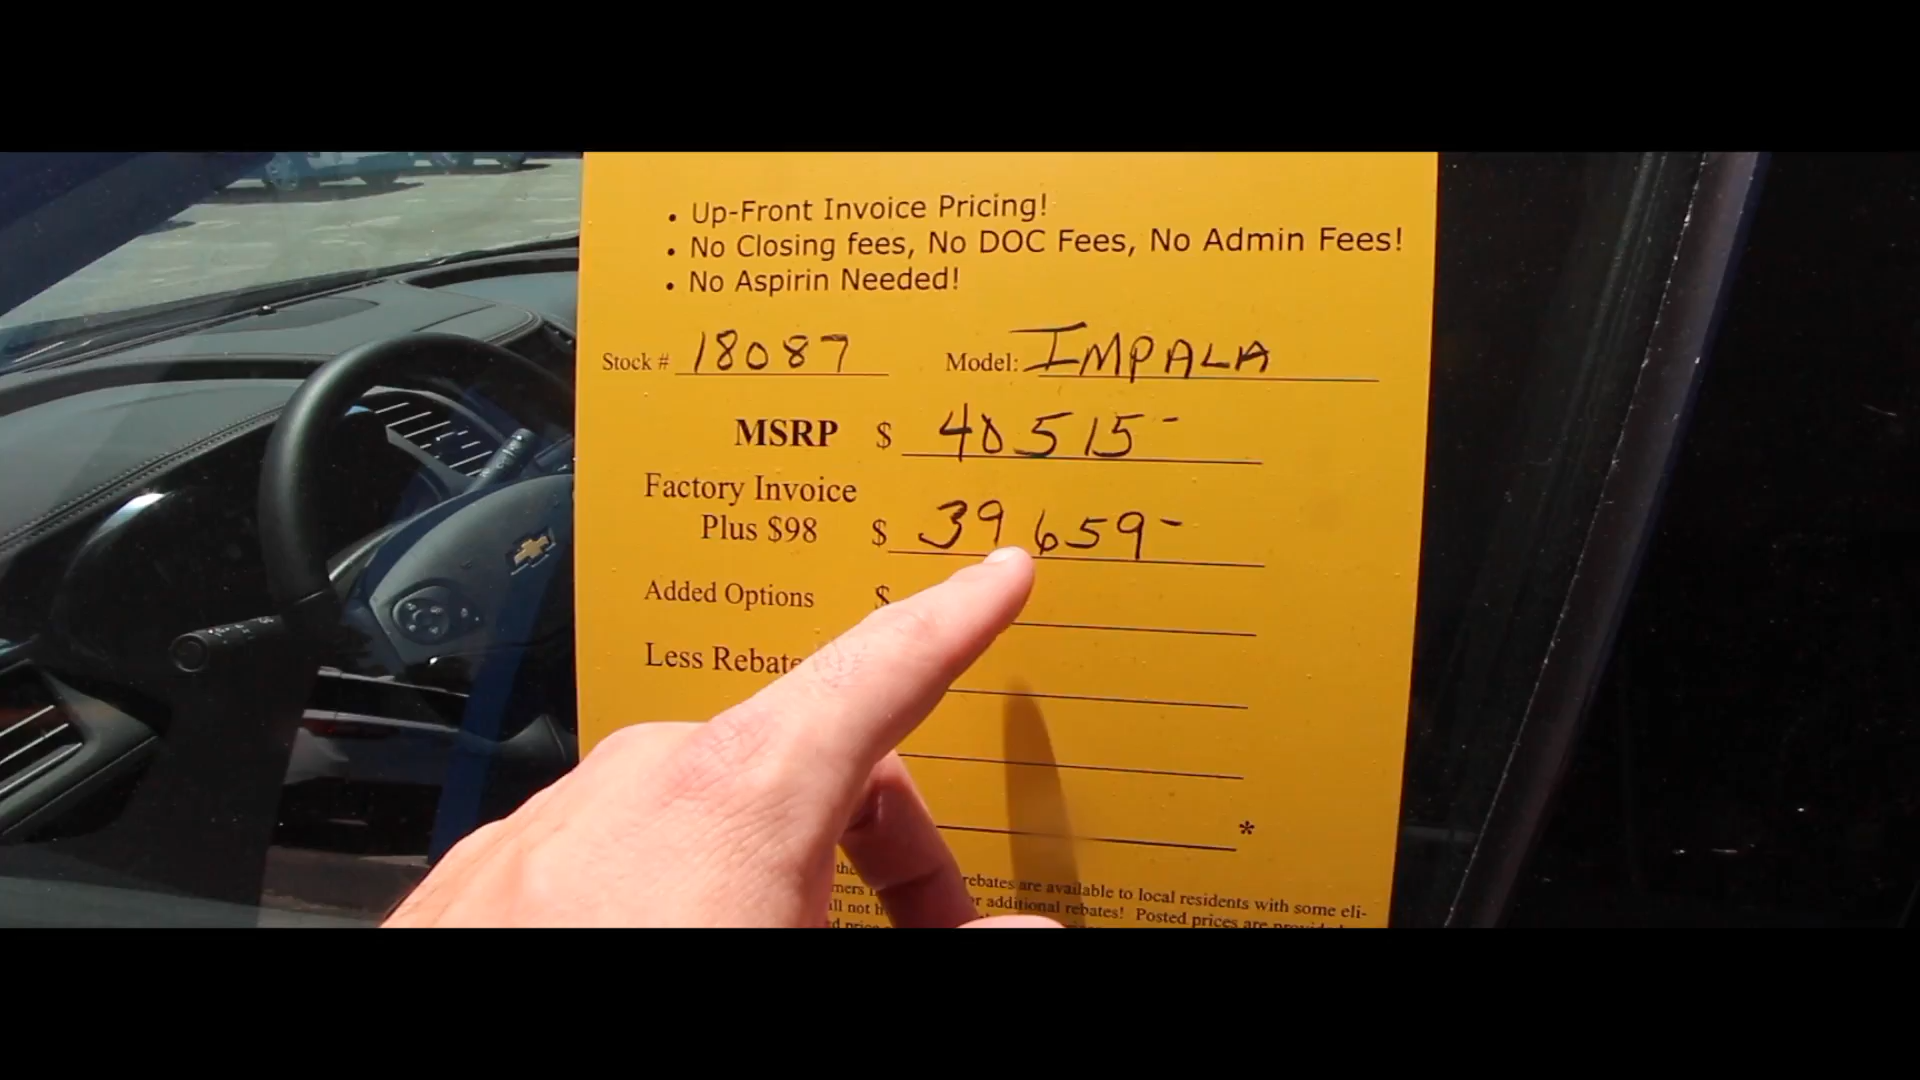 • Up-Front Invoice Pricing!
• No Closing fees, No DOC Fees, No Admin Fees!
• No Aspirin Needed!
Stock # 18087 Model: IMPALA
MSRP $ 40515-
Factory Invoice
Plus $98 $ 39659-
Added Options $
Less Rebate
*
the rebates are available to local residents with some eli-
additional rebates! Posted prices are